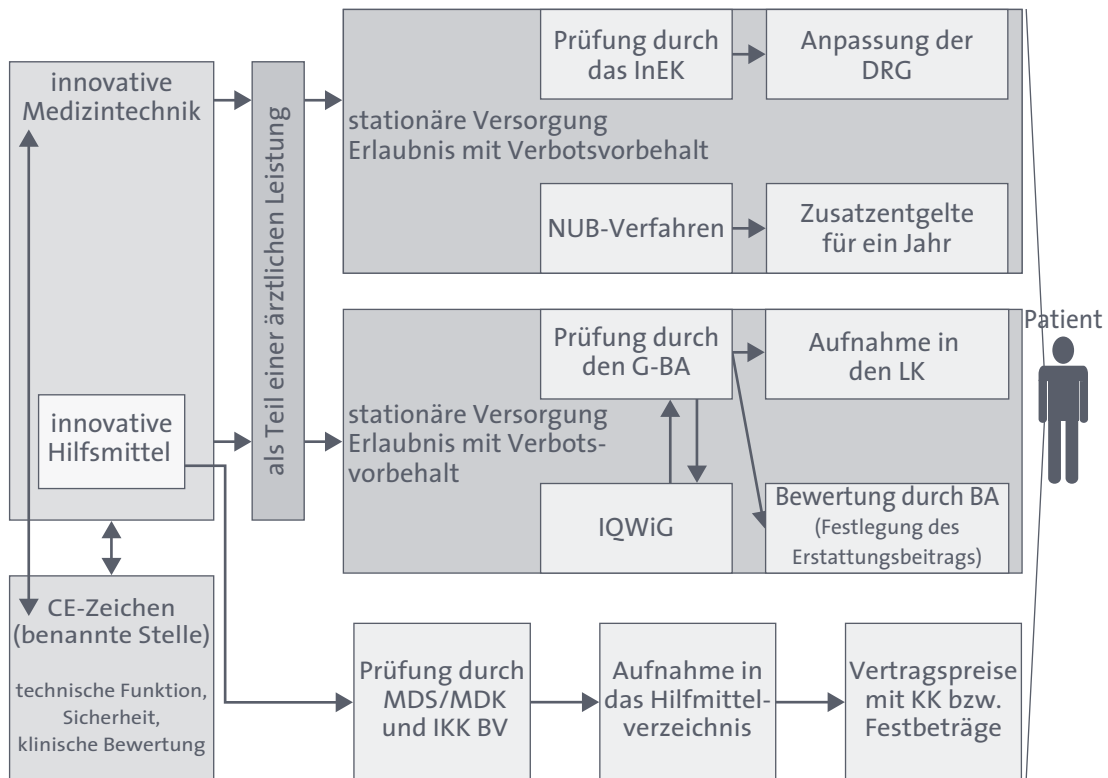 innovative
Medizintechnik
innovative
Hilfsmittel
CE-Zeichen
(benannte Stelle)
technische Funktion,
Sicherheit,
klinische Bewertung
als Teil einer ärztlichen Leistung
stationäre Versorgung
Erlaubnis mit Verbotsvorbehalt
Prüfung durch
das InEK
Anpassung der
DRG
NUB-Verfahren
Zusatzentgelte
für ein Jahr
stationäre Versorgung
Erlaubnis mit Verbots-
vorbehalt
Prüfung durch
den G-BA
Aufnahme in
den LK
IQWiG
Bewertung durch BA
(Festlegung des
Erstattungsbeitrags)
Prüfung durch
MDS/MDK
und IKK BV
Aufnahme in
das Hilfmittel-
verzeichnis
Vertragspreise
mit KK bzw.
Festbeträge
Patient